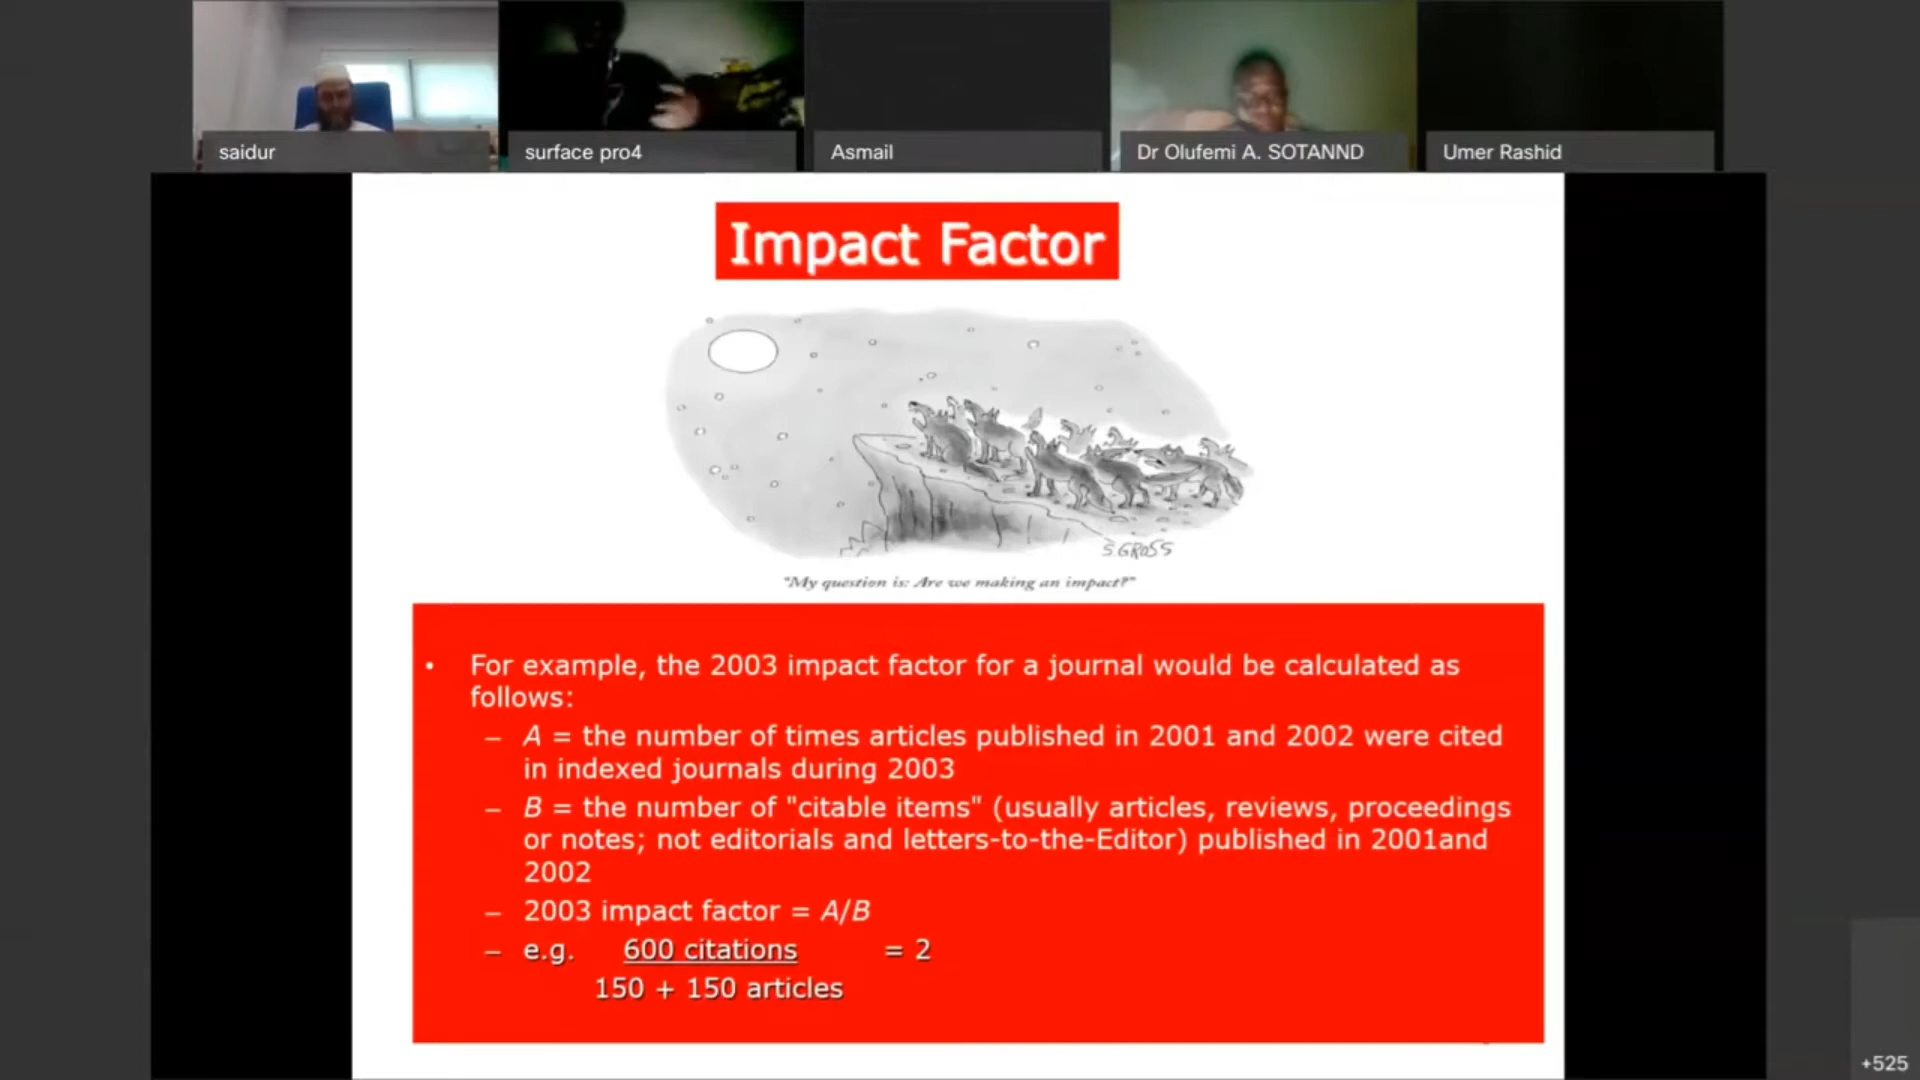 saidur
surface pro4
Asmail
Dr Olufemi A. SOTANND
Umer Rashid
Impact Factor
S.GROSS
"My question is: Are we making an impact?"
• For example, the 2003 impact factor for a journal would be calculated as
follows:
– A = the number of times articles published in 2001 and 2002 were cited
in indexed journals during 2003
– B = the number of "citable items" (usually articles, reviews, proceedings
or notes; not editorials and letters-to-the-Editor) published in 2001and
2002
– 2003 impact factor = A/B
– e.g. 600 citations = 2
150 + 150 articles
+525